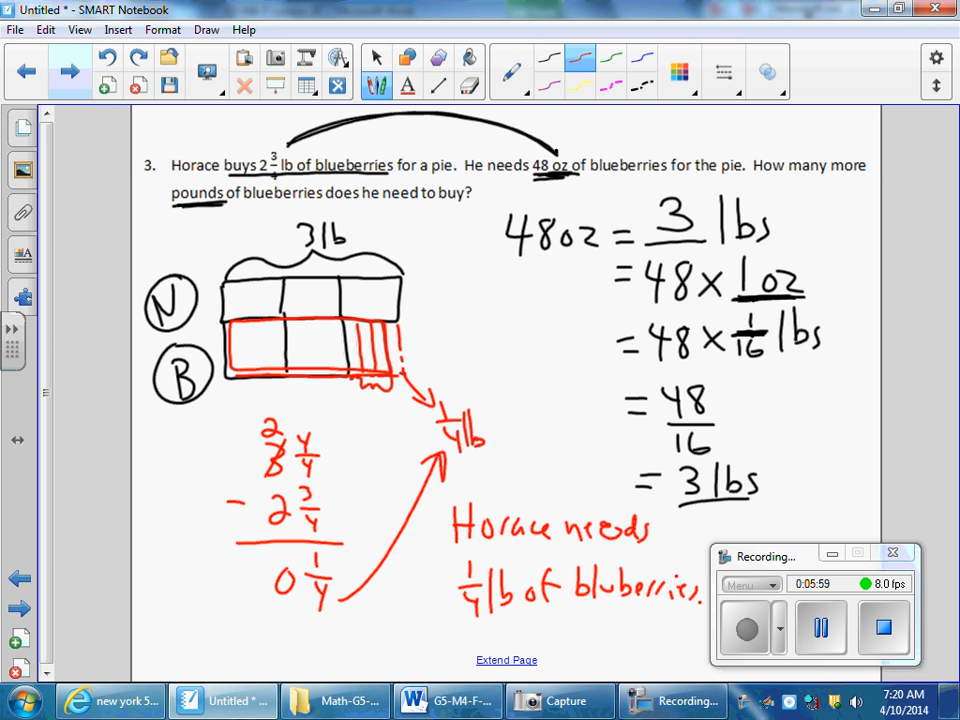 Untitled * - SMART Notebook
File Edit View Insert Format Draw Help
3. Horace buys 2 3/4 lb of blueberries for a pie. He needs 48 oz of blueberries for the pie. How many more
pounds of blueberries does he need to buy?
3 lb
N
B
1/4 lb
2
3 4/4
- 2 3/4
0 1/4
48 oz = 3 lbs
= 48 x 1 oz
= 48 x 1/16 lbs
= 48/16
= 3 lbs
Horace needs
1/4 lb of bluberries.
Extend Page
Recording...
Menu
0:05:59
8.0 fps
new york 5...
Untitled * ...
Math-G5-...
G5-M4-F-...
Capture
Recording...
7:20 AM
4/10/2014